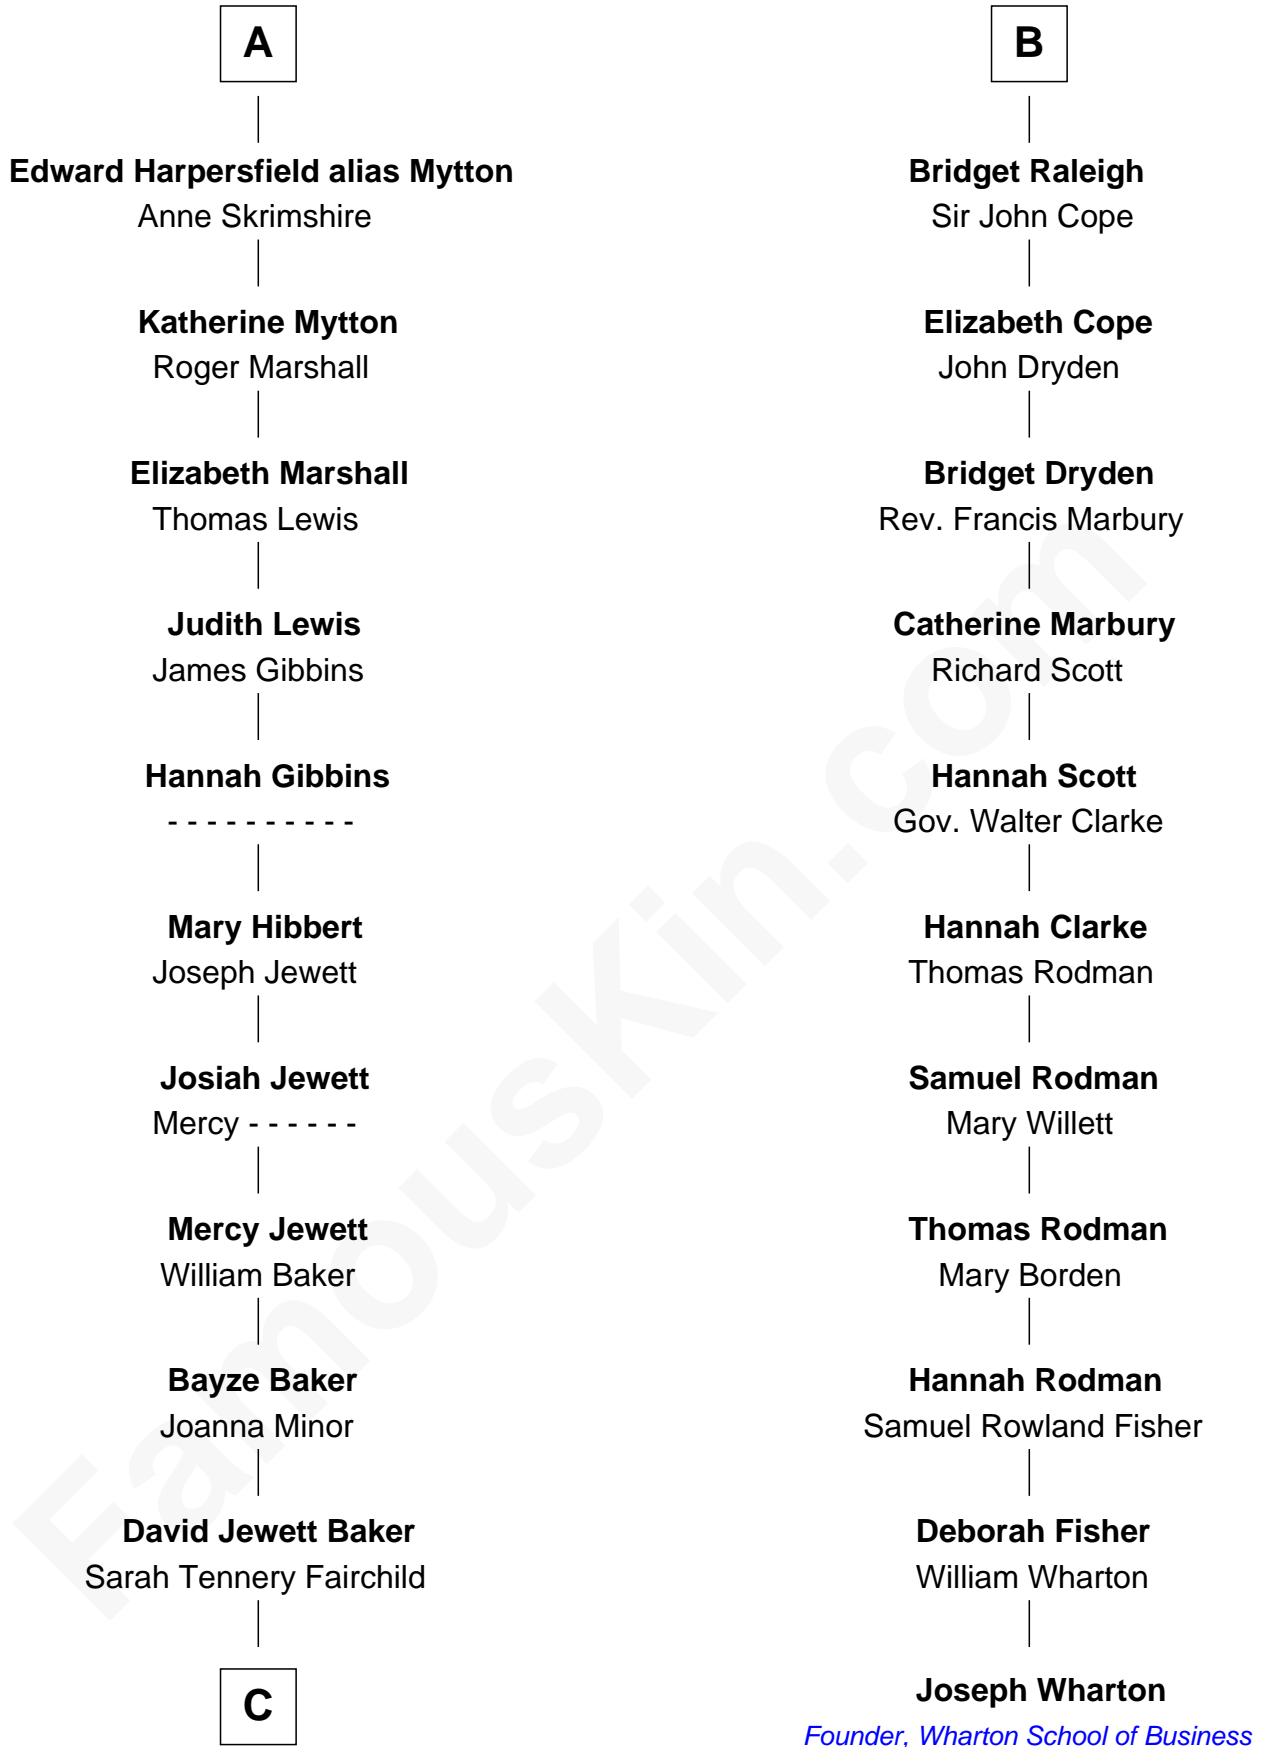 A
Edward Harpersfield alias Mytton
Anne Skrimshire
Katherine Mytton
Roger Marshall
Elizabeth Marshall
Thomas Lewis
Judith Lewis
James Gibbins
Hannah Gibbins
- - - - - - - - - -
Mary Hibbert
Joseph Jewett
Josiah Jewett
Mercy - - - - - -
Mercy Jewett
William Baker
Bayze Baker
Joanna Minor
David Jewett Baker
Sarah Tennery Fairchild
C
B
Bridget Raleigh
Sir John Cope
Elizabeth Cope
John Dryden
Bridget Dryden
Rev. Francis Marbury
Catherine Marbury
Richard Scott
Hannah Scott
Gov. Walter Clarke
Hannah Clarke
Thomas Rodman
Samuel Rodman
Mary Willett
Thomas Rodman
Mary Borden
Hannah Rodman
Samuel Rowland Fisher
Deborah Fisher
William Wharton
Joseph Wharton
Founder, Wharton School of Business
FamousKin.com